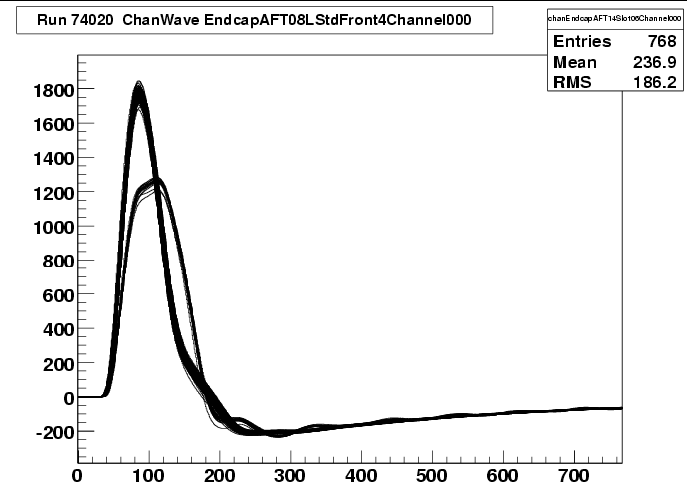 Run 74020 ChanWave EndcapAFT08LStdFront4Channel000
chanEndcapAFT14Slot06Channel000
Entries 768
Mean 236.9
RMS 186.2
1800
1600
1400
1200
1000
800
600
400
200
0
-200
0 100 200 300 400 500 600 700